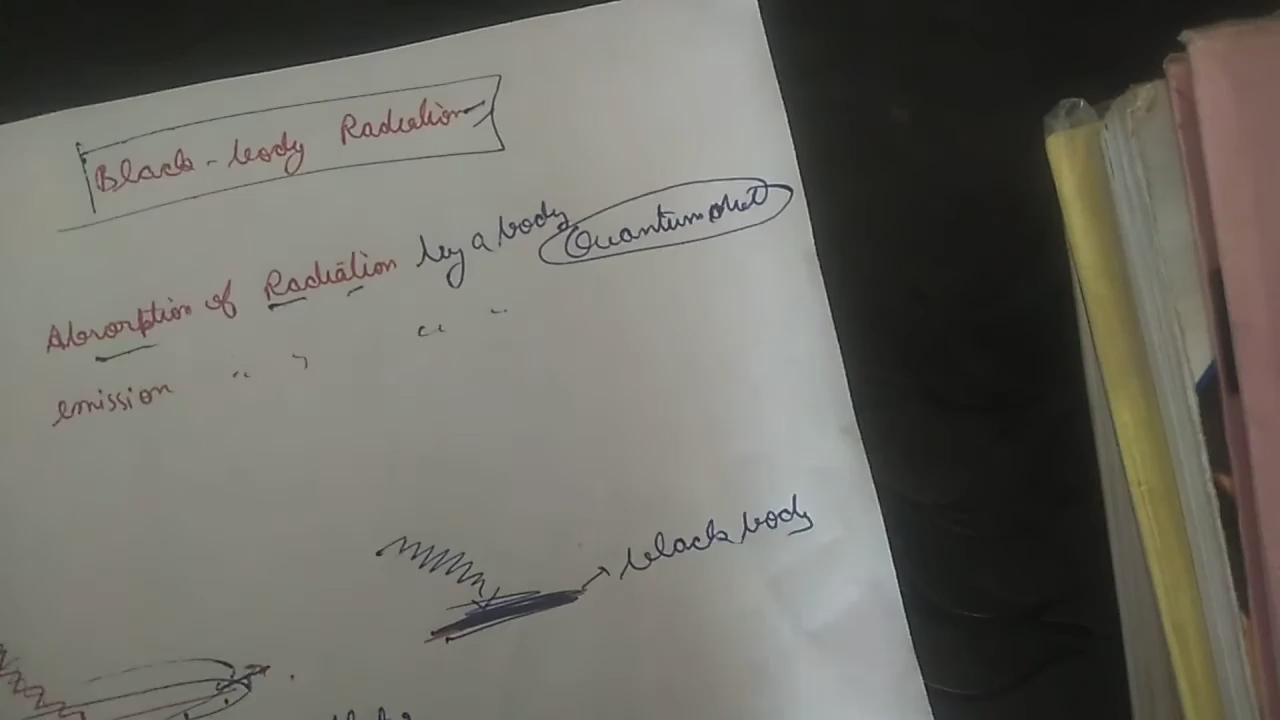 Black-body Radiation
Absorption of Radiation by a body Quantum
emission " " " "
black body